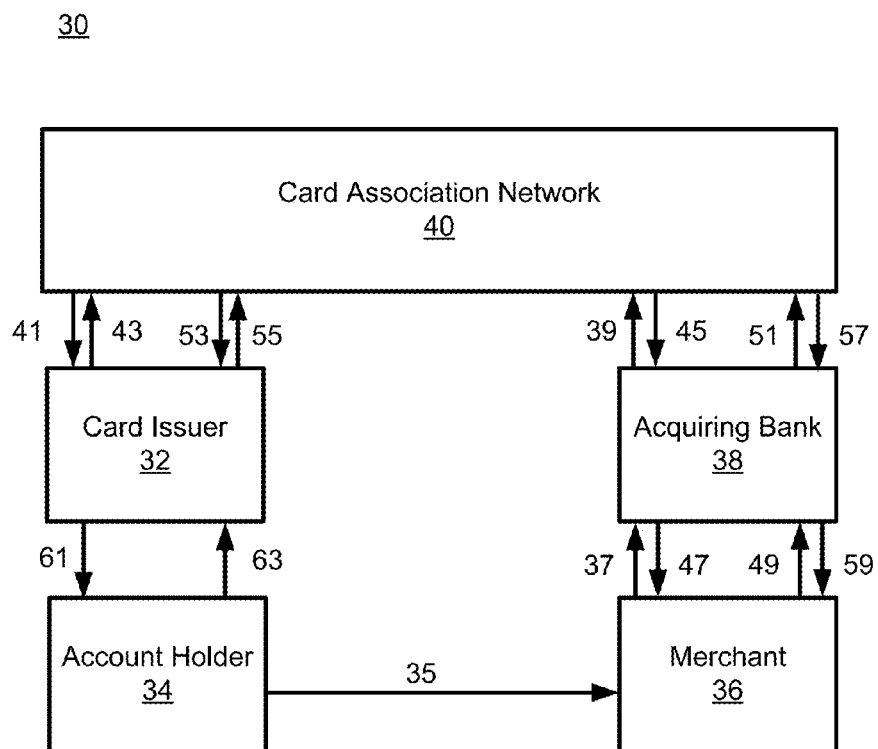 30
Card Association Network
40
41 43 53 55 39 45 51 57
Card Issuer
32
Acquiring Bank
38
61 63 37 47 49 59
Account Holder
34
35
Merchant
36